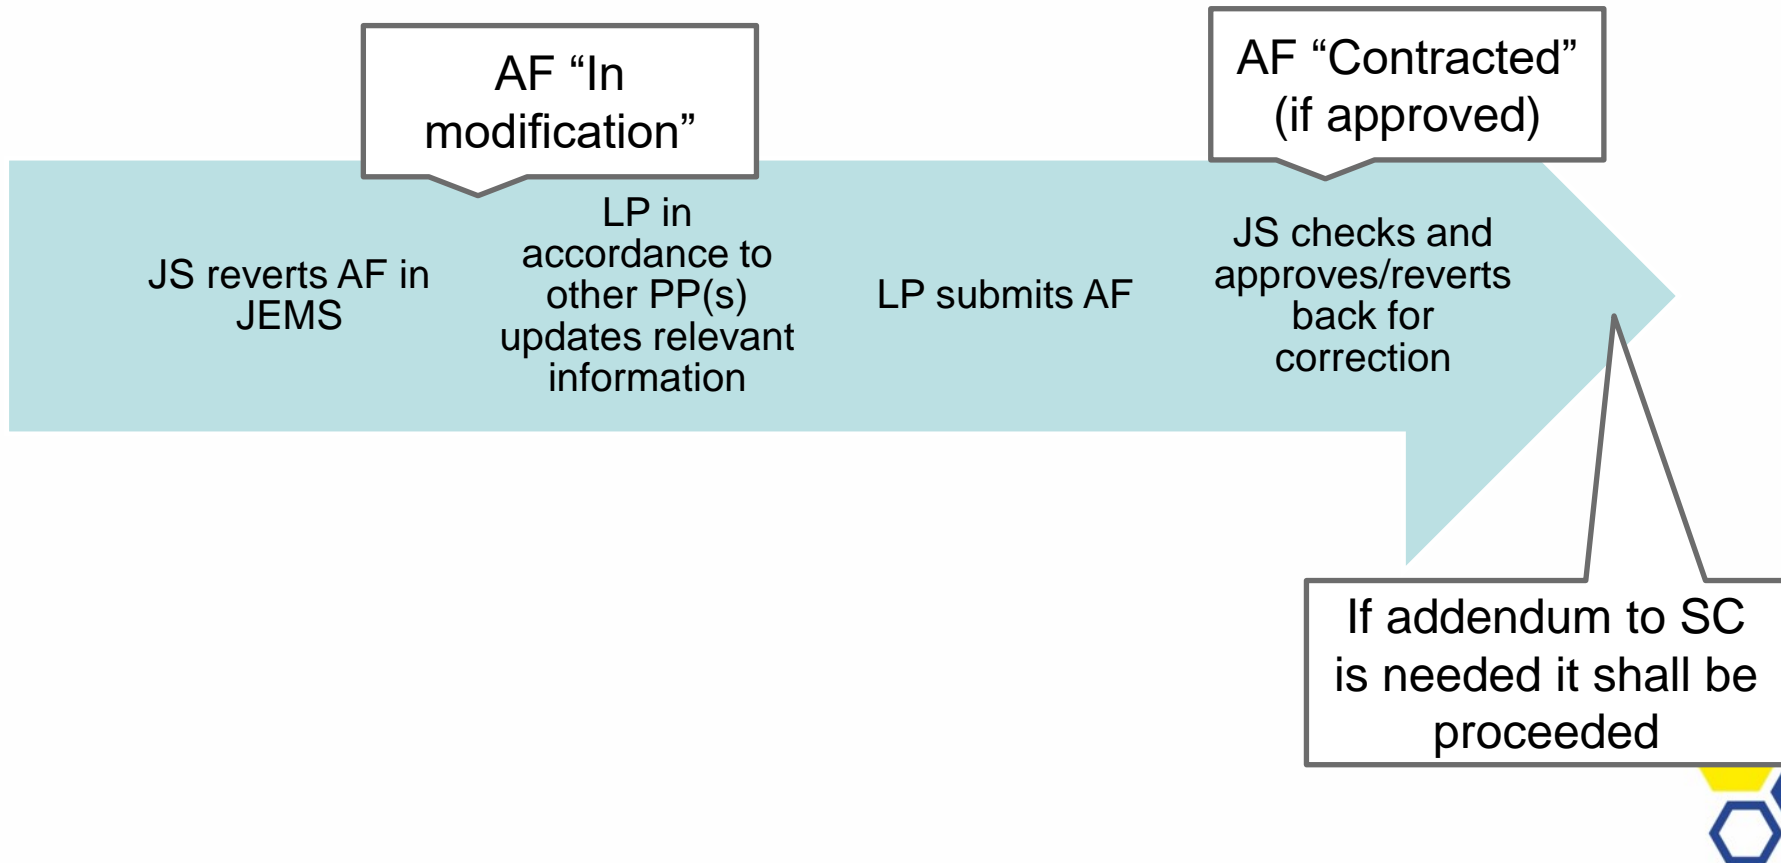 AF “In
modification”
AF “Contracted”
(if approved)
JS reverts AF in
JEMS
LP in
accordance to
other PP(s)
updates relevant
information
LP submits AF
JS checks and
approves/reverts
back for
correction
If addendum to SC
is needed it shall be
proceeded